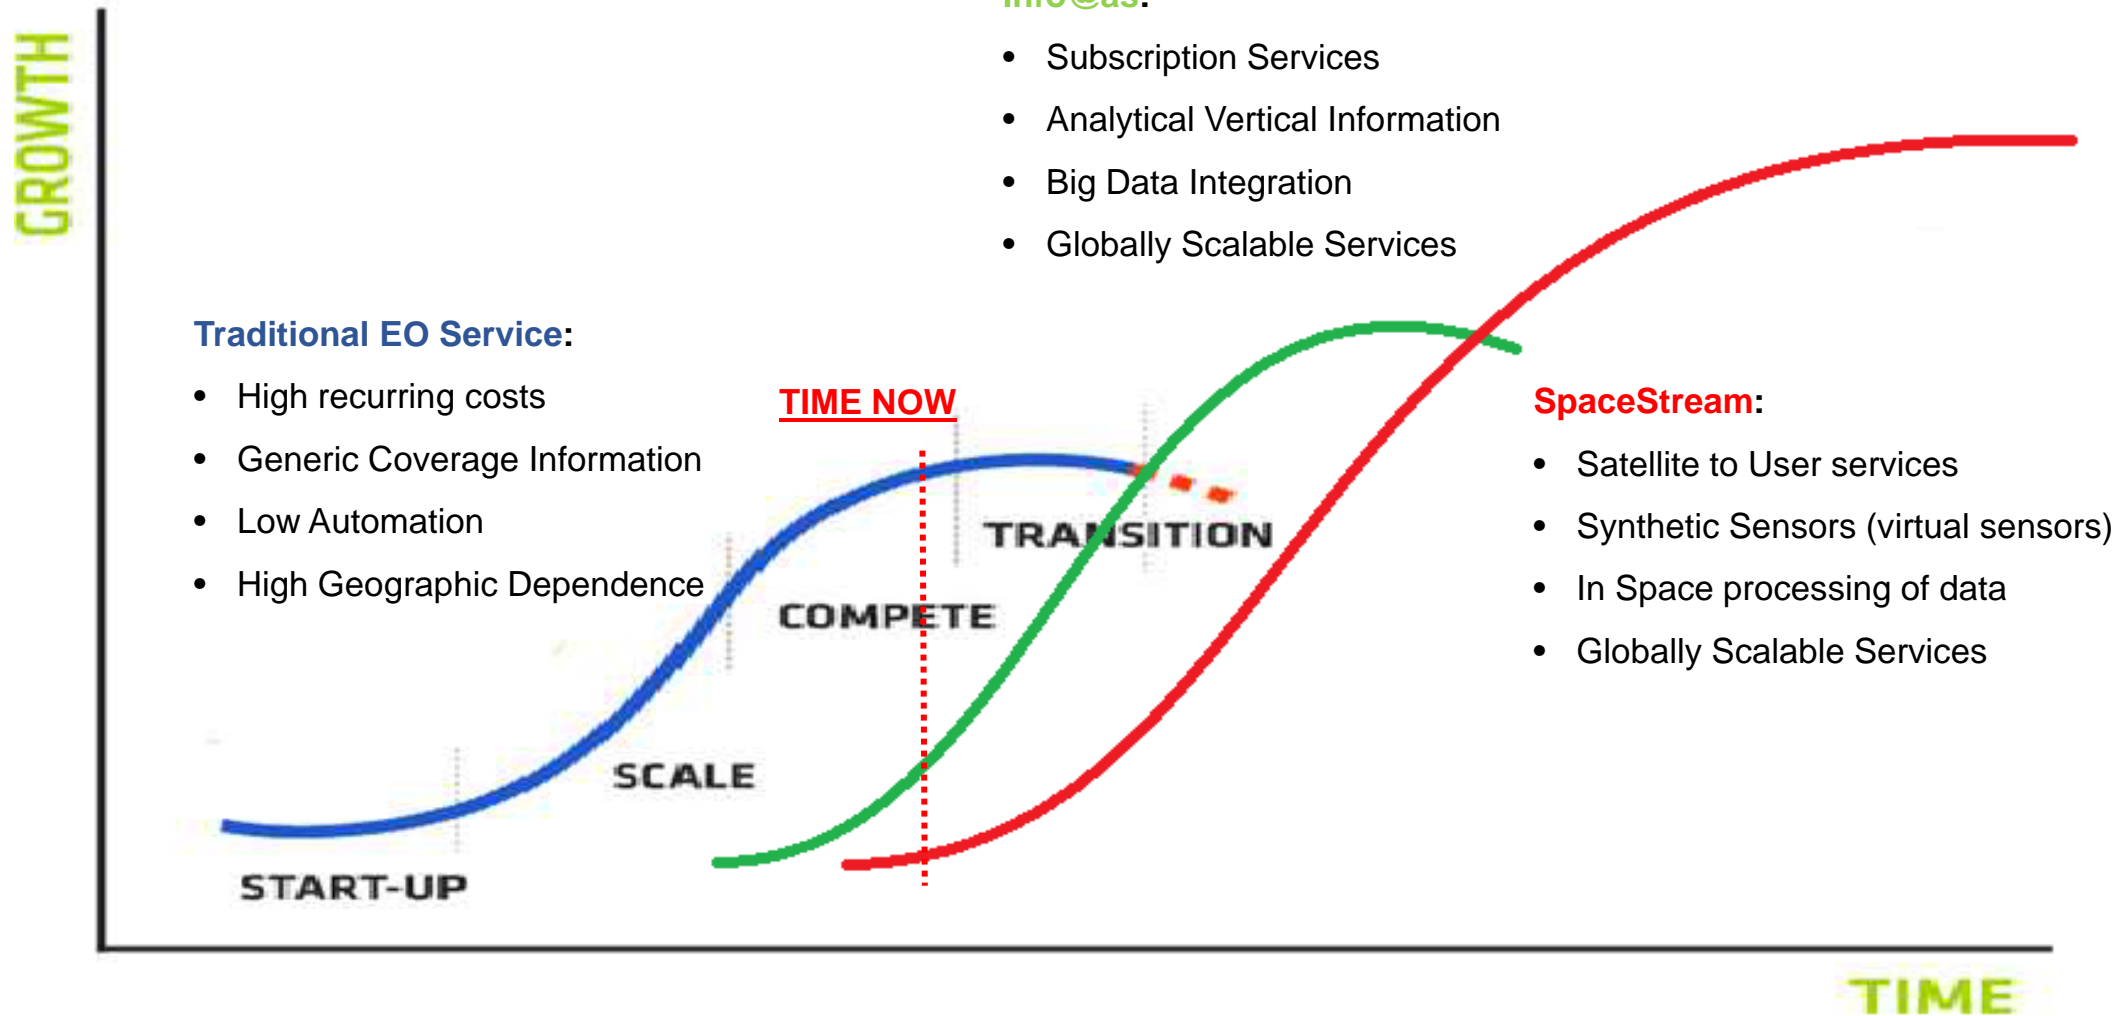 GROWTH
Info@as:
• Subscription Services
• Analytical Vertical Information
• Big Data Integration
• Globally Scalable Services
Traditional EO Service:
• High recurring costs
• Generic Coverage Information
• Low Automation
• High Geographic Dependence
TIME NOW
SpaceStream:
• Satellite to User services
• Synthetic Sensors (virtual sensors)
• In Space processing of data
• Globally Scalable Services
TRANSITION
COMPETE
SCALE
START-UP
TIME